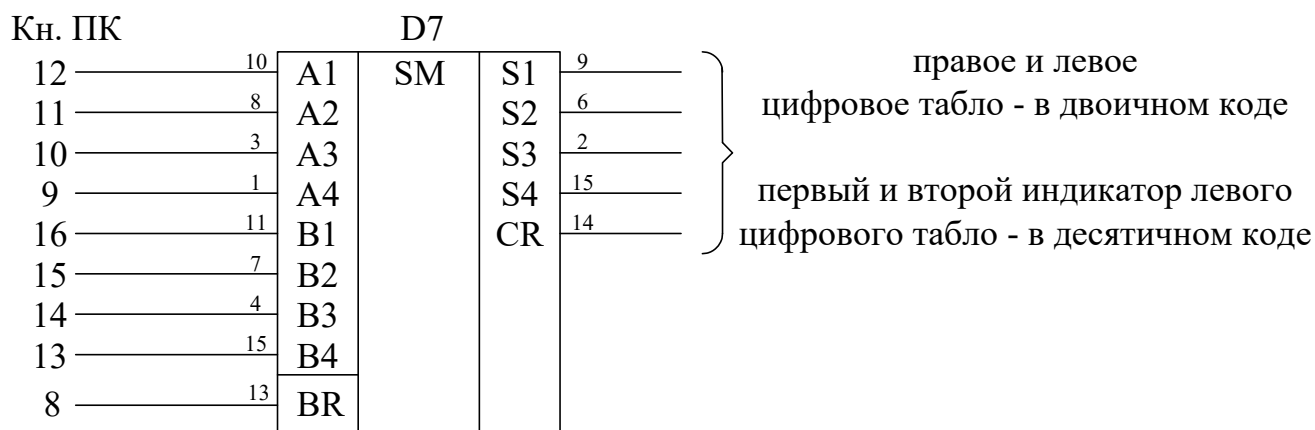 Кн. ПК D7
12 10 A1 SM S1 9
11 8 A2 S2 6
10 3 A3 S3 2
9 1 A4 S4 15
16 11 B1 CR 14
15 7 B2
14 4 B3
13 15 B4
8 13 BR
правое и левое
цифровое табло - в двоичном коде
первый и второй индикатор левого
цифрового табло - в десятичном коде